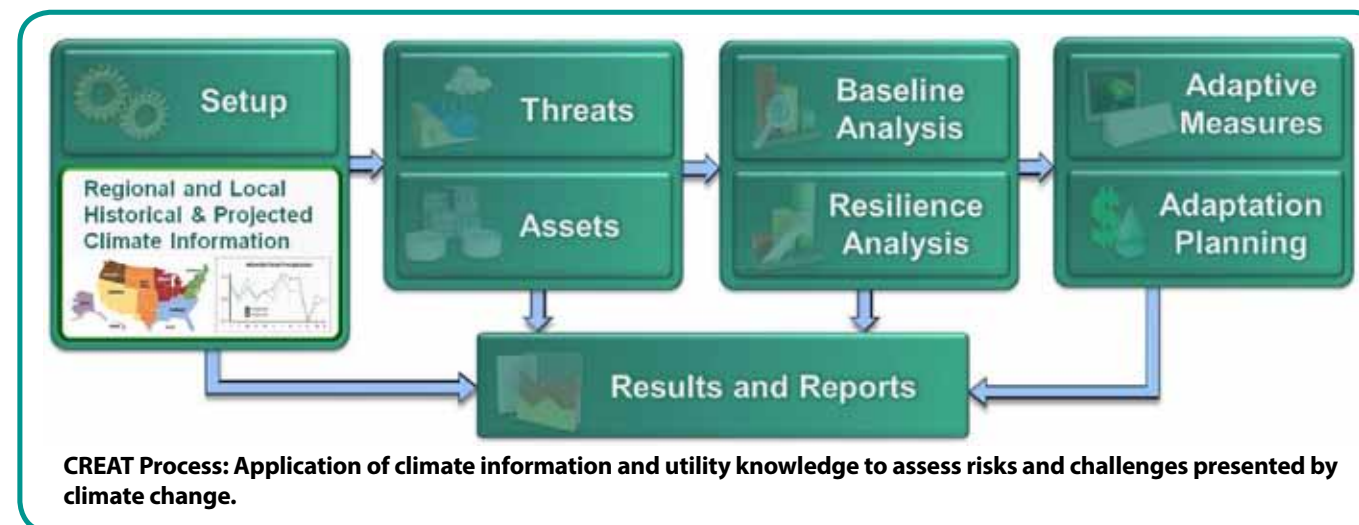 Setup
Regional and Local
Historical & Projected
Climate Information
Threats
Assets
Baseline
Analysis
Resilience
Analysis
Adaptive
Measures
Adaptation
Planning
Results and Reports
CREAT Process: Application of climate information and utility knowledge to assess risks and challenges presented by
climate change.